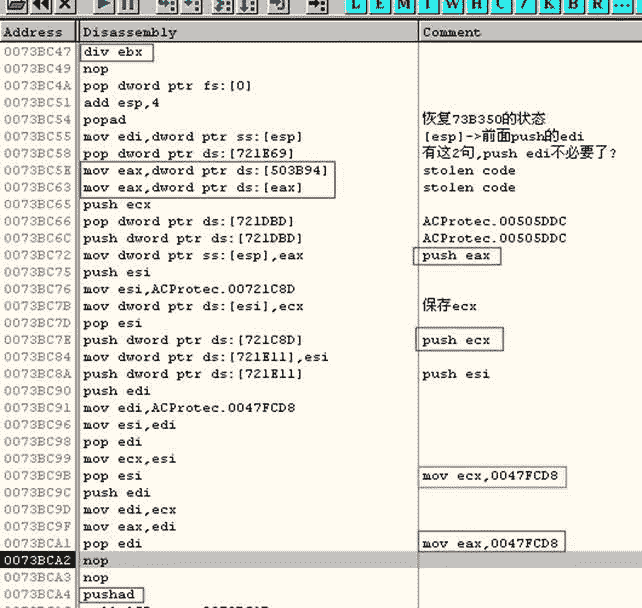 L E M T W H C / K B R ...
Address Disassembly Comment
0073BC47 div ebx
0073BC49 nop
0073BC4A pop dword ptr fs:[0]
0073BC51 add esp,4
0073BC54 popad 恢复73B350的状态
0073BC55 mov edi,dword ptr ss:[esp] [esp]->前面push的edi
0073BC58 pop dword ptr ds:[721E69] 有这2句,push edi不必要了?
0073BC5E mov eax,dword ptr ds:[503B94] stolen code
0073BC63 mov eax,dword ptr ds:[eax] stolen code
0073BC65 push ecx
0073BC66 pop dword ptr ds:[721DBD] ACProtec.00505DDC
0073BC6C push dword ptr ds:[721DBD] ACProtec.00505DDC
0073BC72 mov dword ptr ss:[esp],eax push eax
0073BC75 push esi
0073BC76 mov esi,ACProtec.00721C8D
0073BC7B mov dword ptr ds:[esi],ecx 保存ecx
0073BC7D pop esi
0073BC7E push dword ptr ds:[721C8D] push ecx
0073BC84 mov dword ptr ds:[721E11],esi
0073BC8A push dword ptr ds:[721E11] push esi
0073BC90 push edi
0073BC91 mov edi,ACProtec.0047FCD8
0073BC96 mov esi,edi
0073BC98 pop edi
0073BC99 mov ecx,esi
0073BC9B pop esi mov ecx,0047FCD8
0073BC9C push edi
0073BC9D mov edi,ecx
0073BC9F mov eax,edi
0073BCA1 pop edi mov eax,0047FCD8
0073BCA2 nop
0073BCA3 nop
0073BCA4 pushad